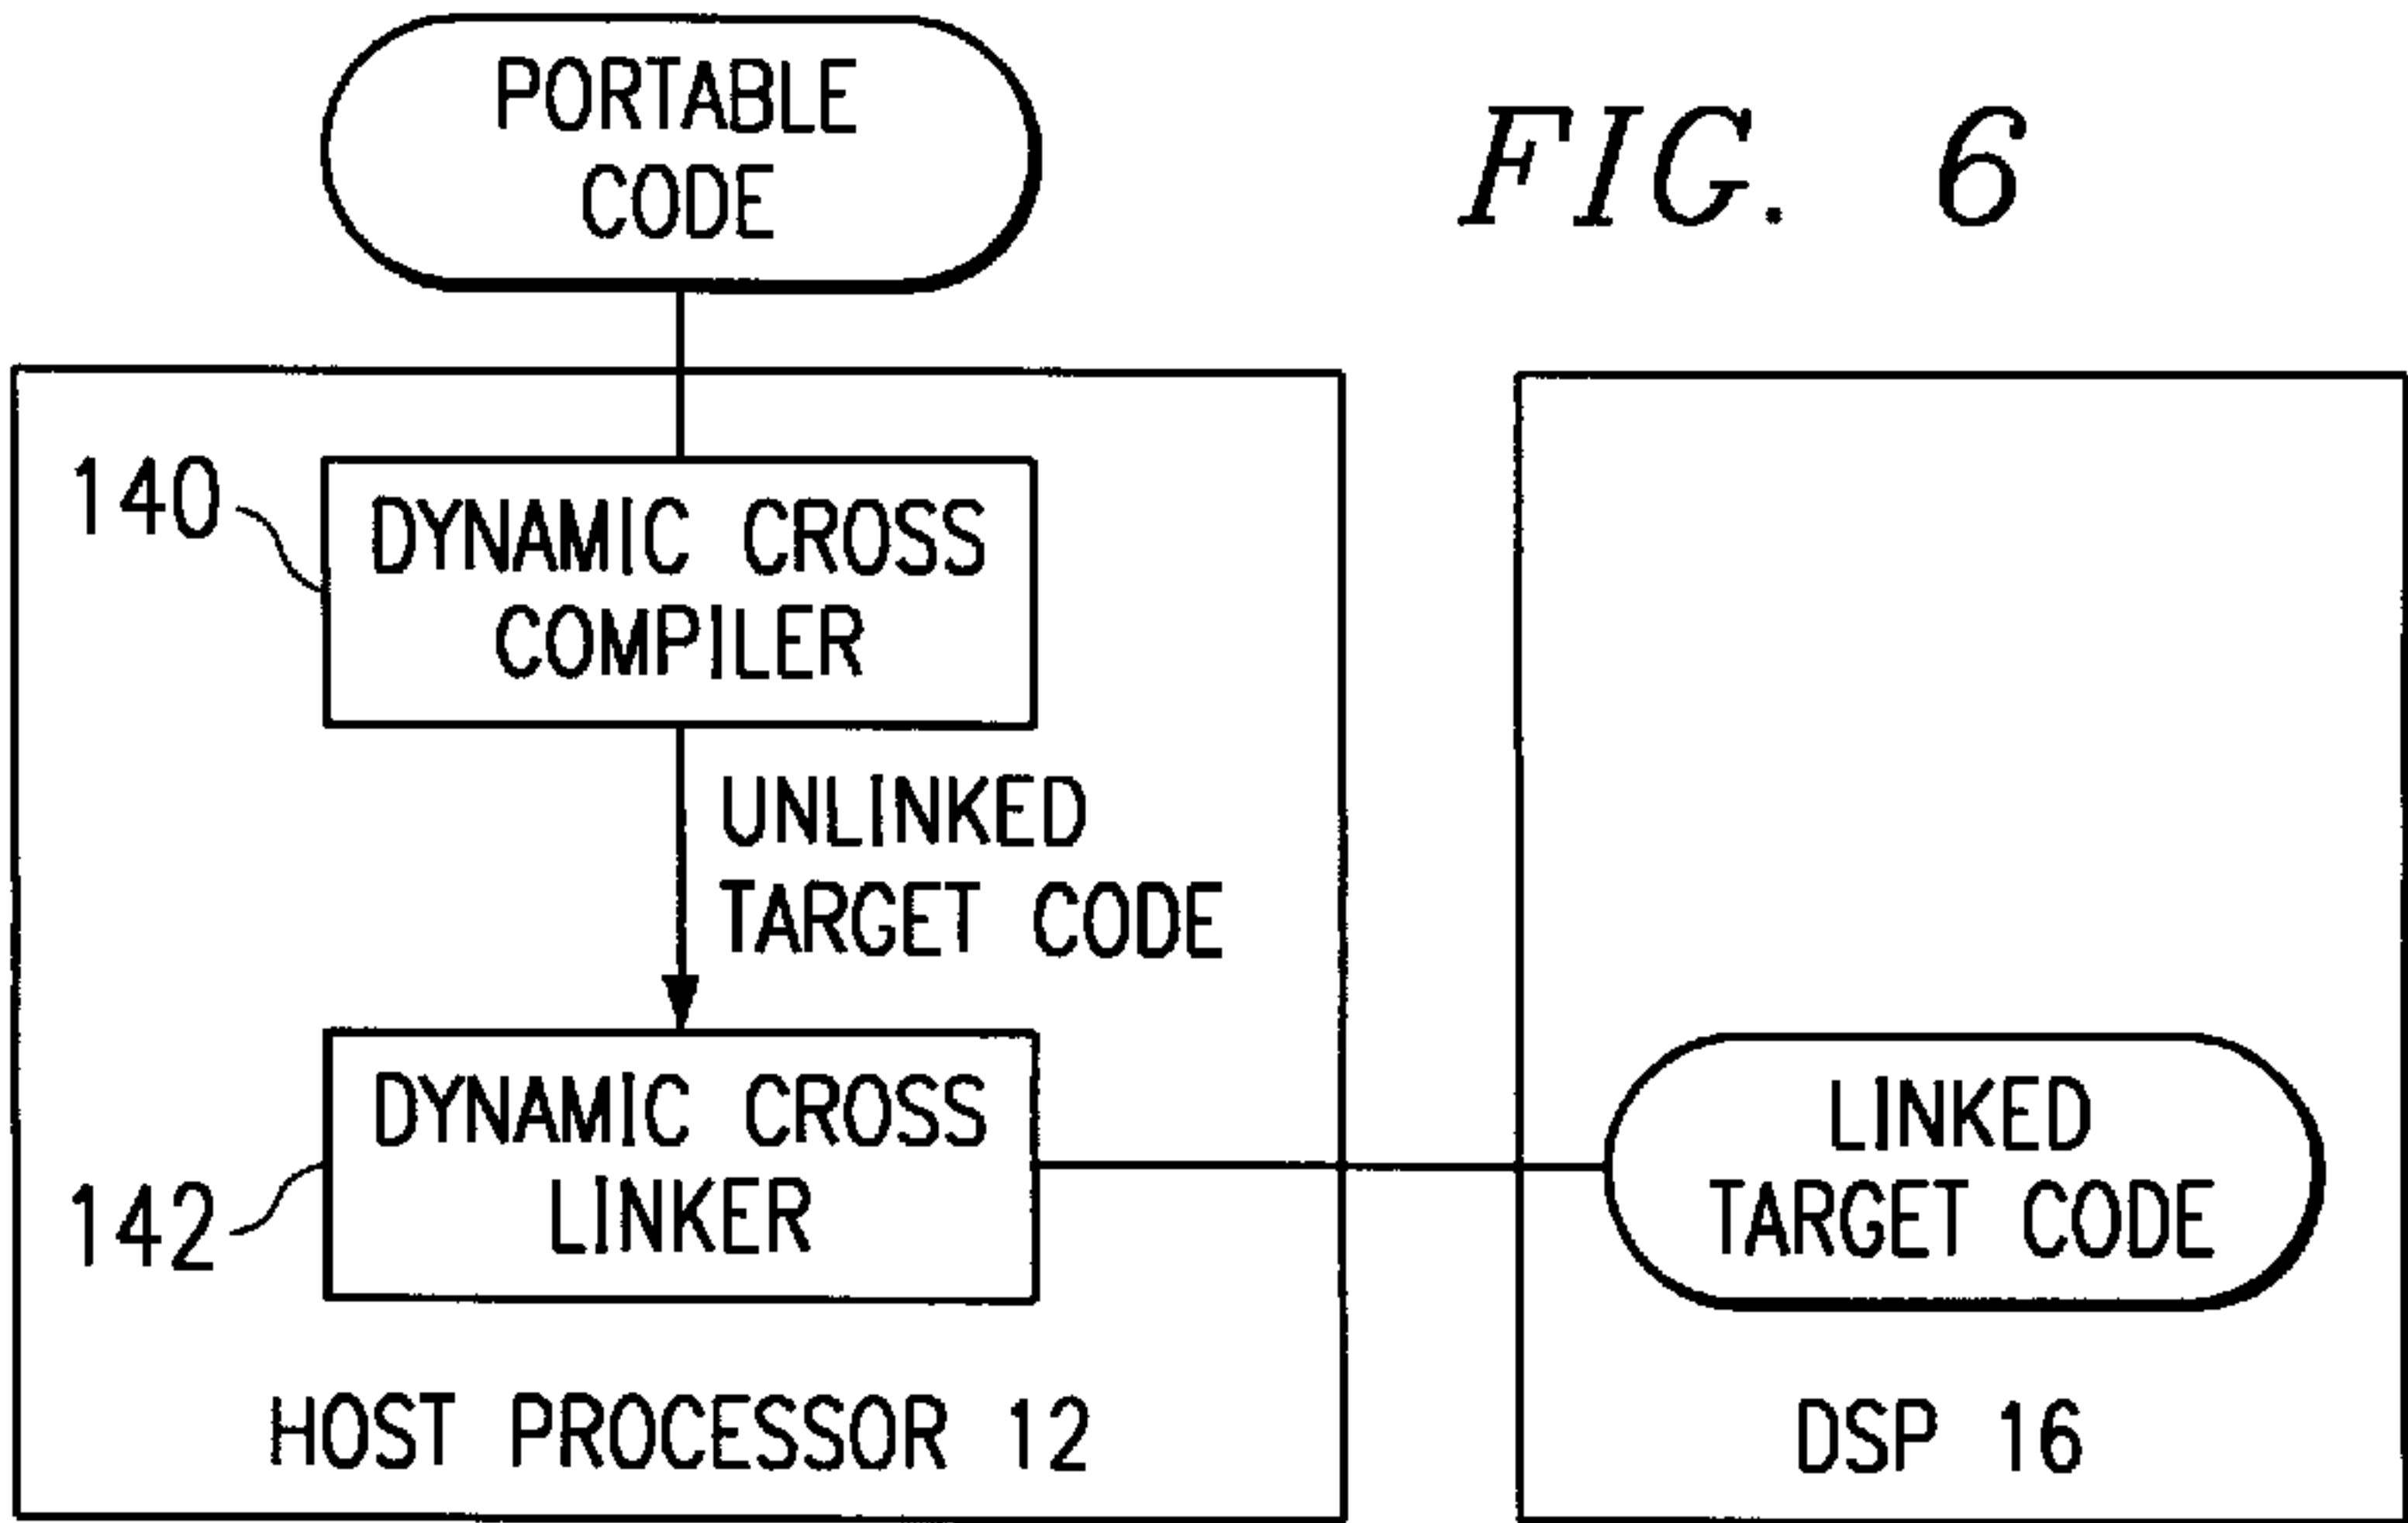 PORTABLE
CODE
FIG. 6
140
DYNAMIC CROSS
COMPILER
UNLINKED
TARGET CODE
142
DYNAMIC CROSS
LINKER
HOST PROCESSOR 12
LINKED
TARGET CODE
DSP 16